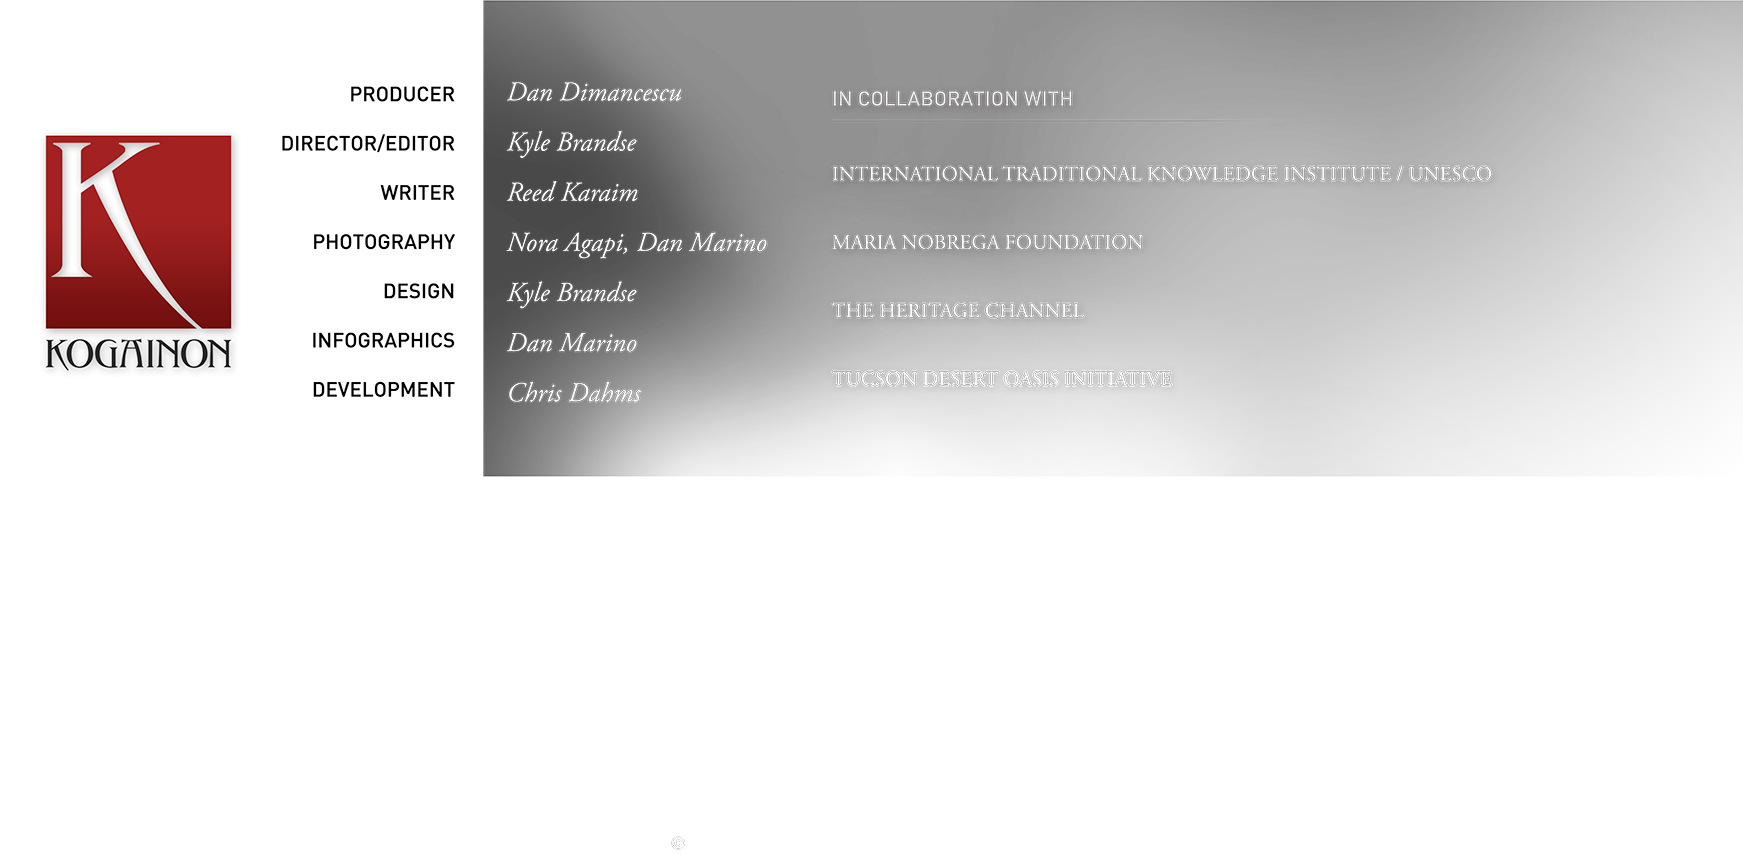 K
KOGAINON
PRODUCER Dan Dimancescu
DIRECTOR/EDITOR Kyle Brandse
WRITER Reed Karaim
PHOTOGRAPHY Nora Agapi, Dan Marino
DESIGN Kyle Brandse
INFOGRAPHICS Dan Marino
DEVELOPMENT Chris Dahms
IN COLLABORATION WITH
INTERNATIONAL TRADITIONAL KNOWLEDGE INSTITUTE / UNESCO
MARIA NOBREGA FOUNDATION
THE HERITAGE CHANNEL
TUCSON DESERT OASIS INITIATIVE
©